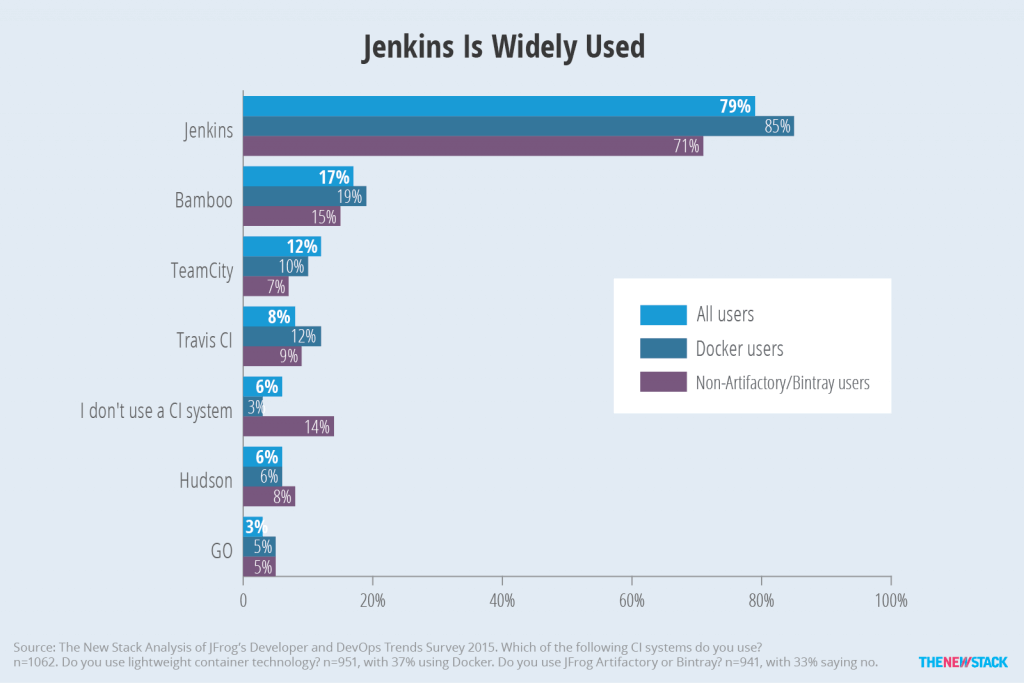 Jenkins Is Widely Used
Jenkins
79%
85%
71%
Bamboo
17%
19%
15%
TeamCity
12%
10%
7%
Travis CI
8%
12%
9%
I don't use a CI system
6%
3%
14%
Hudson
6%
6%
8%
GO
3%
5%
5%
0
20%
40%
60%
80%
100%
All users
Docker users
Non-Artifactory/Bintray users
Source: The New Stack Analysis of JFrog's Developer and DevOps Trends Survey 2015. Which of the following CI systems do you use?
n=1062. Do you use lightweight container technology? n=951, with 37% using Docker. Do you use JFrog Artifactory or Bintray? n=941, with 33% saying no.
THENEWSTACK